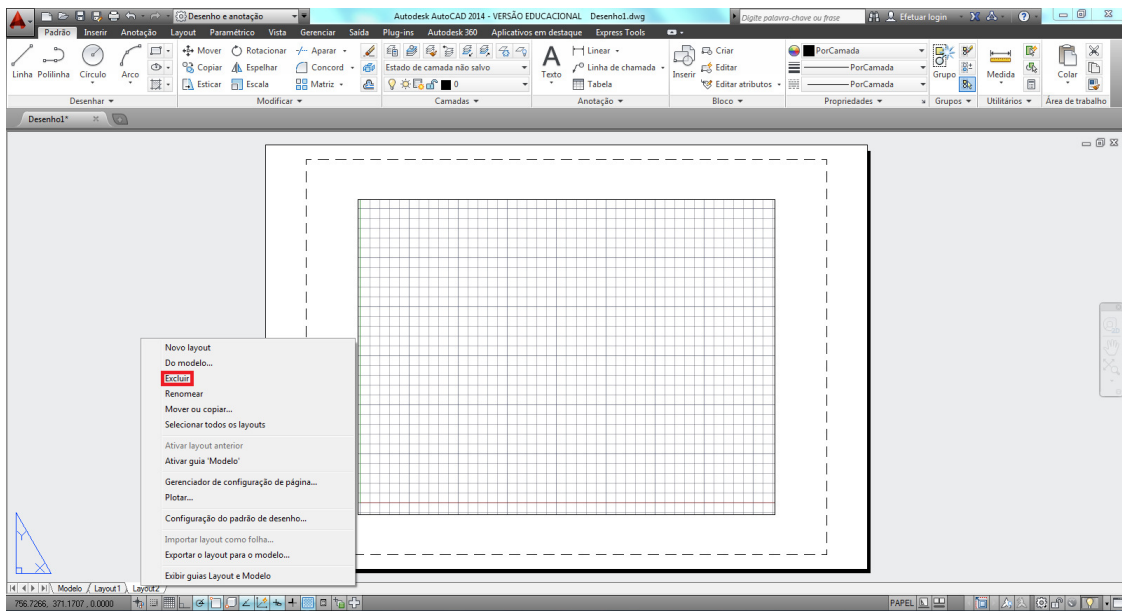 Desenho e anotação
Autodesk AutoCAD 2014 - VERSÃO EDUCACIONAL Desenho1.dwg
Digite palavra-chave ou frase
Efetuar login
Padrão Inserir Anotação Layout Paramétrico Vista Gerenciar Saída Plug-ins Autodesk 360 Aplicativos em destaque Express Tools
Linha Polilinha Círculo Arco
Mover Rotacionar Aparar
Copiar Espelhar Concord
Esticar Escala Matriz
Estado de camada não salvo
0
A
Texto
Linear
Linha de chamada
Tabela
Inserir
Criar
Editar
Editar atributos
PorCamada
PorCamada
PorCamada
Grupo
Medida
Colar
Desenhar Modificar Camadas Anotação Bloco Propriedades Grupos Utilitários Área de trabalho
Desenho1*
Novo layout
Do modelo...
Excluir
Renomear
Mover ou copiar...
Selecionar todos os layouts
Ativar layout anterior
Ativar guia 'Modelo'
Gerenciador de configuração de página...
Plotar...
Configuração do padrão de desenho...
Importar layout como folha...
Exportar o layout para o modelo...
Exibir guias Layout e Modelo
Y
X
Modelo Layout1 Layout2
756.7266, 371.1707, 0.0000
PAPEL